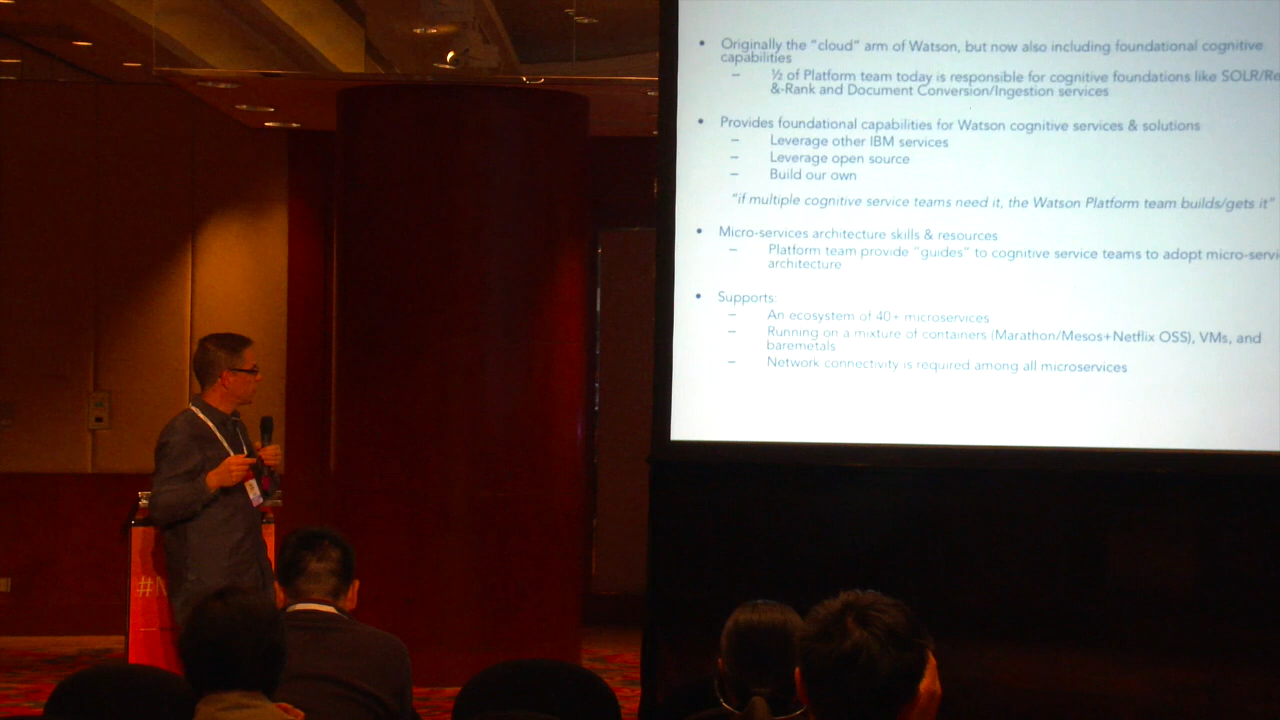 • Originally the "cloud" arm of Watson, but now also including foundational cognitive
capabilities
– ½ of Platform team today is responsible for cognitive foundations like SOLR/Re
&-Rank and Document Conversion/Ingestion services
• Provides foundational capabilities for Watson cognitive services & solutions
– Leverage other IBM services
– Leverage open source
– Build our own
"if multiple cognitive service teams need it, the Watson Platform team builds/gets it"
• Micro-services architecture skills & resources
– Platform team provide "guides" to cognitive service teams to adopt micro-servi
architecture
• Supports:
– An ecosystem of 40+ microservices
– Running on a mixture of containers (Marathon/Mesos+Netflix OSS), VMs, and
baremetals
– Network connectivity is required among all microservices